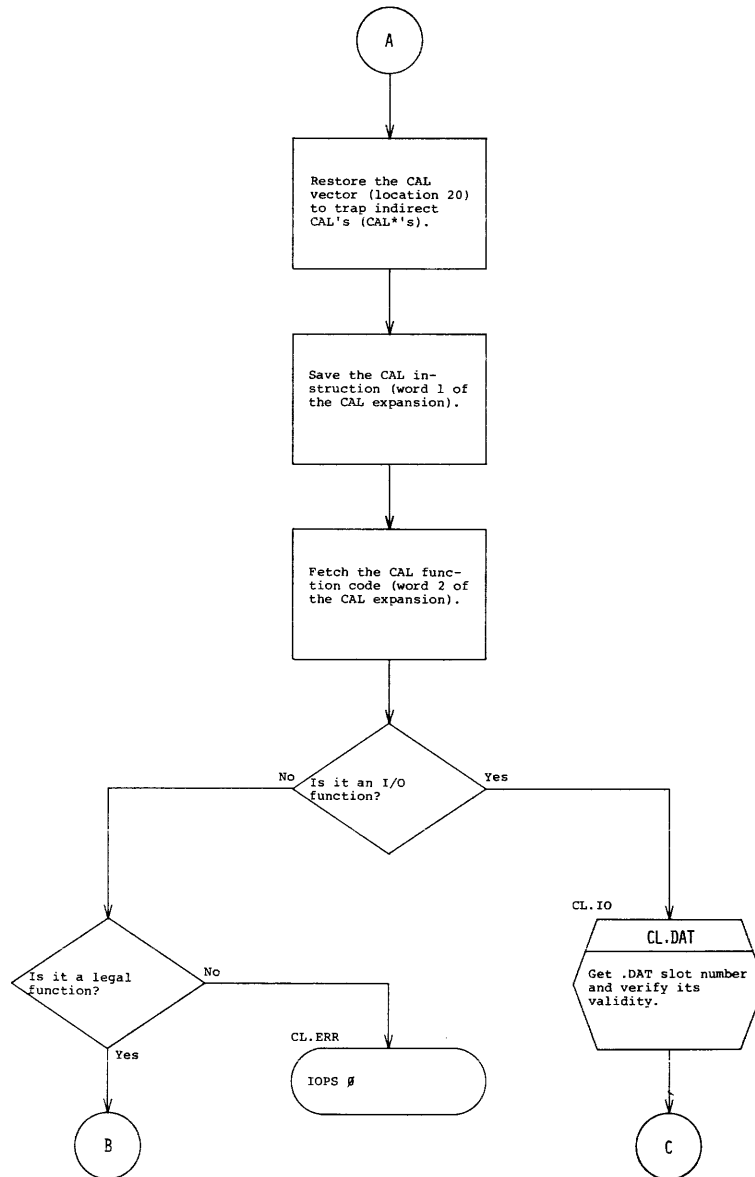 A
Restore the CAL
vector (location 20)
to trap indirect
CAL's (CAL*'s).
Save the CAL in-
struction (word 1 of
the CAL expansion).
Fetch the CAL func-
tion code (word 2 of
the CAL expansion).
Is it an I/O
function?
No
Yes
CL.IO
CL.DAT
Get .DAT slot number
and verify its
validity.
Is it a legal
function?
No
Yes
CL.ERR
IOPS Ø
B
C